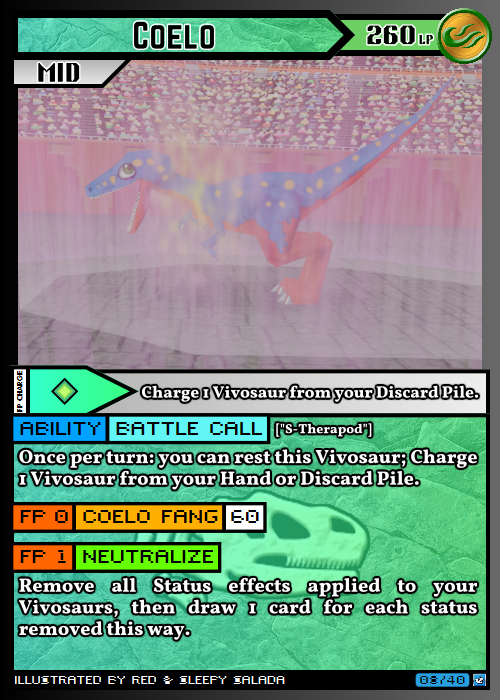 COELO
260 LP
MID
FP CHARGE
Charge 1 Vivosaur from your Discard Pile.
ABILITY BATTLE CALL ["S-Therapod"]
Once per turn: you can rest this Vivosaur; Charge
1 Vivosaur from your Hand or Discard Pile.
FP 0 COELO FANG 60
FP 1 NEUTRALIZE
Remove all Status effects applied to your
Vivosaurs, then draw 1 card for each status
removed this way.
ILLUSTRATED BY RED & SLEEPY SALADA
08/40